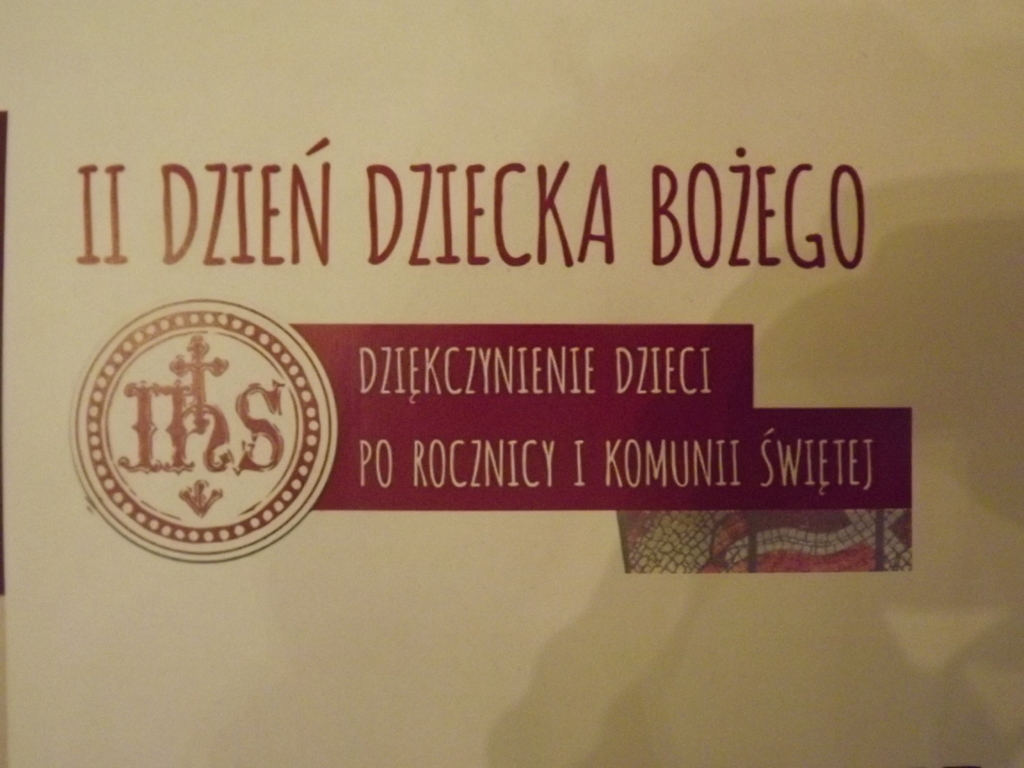 II DZIEŃ DZIECKA BOŻEGO
IHS
DZIĘKCZYNIENIE DZIECI
PO ROCZNICY I KOMUNII ŚWIĘTEJ